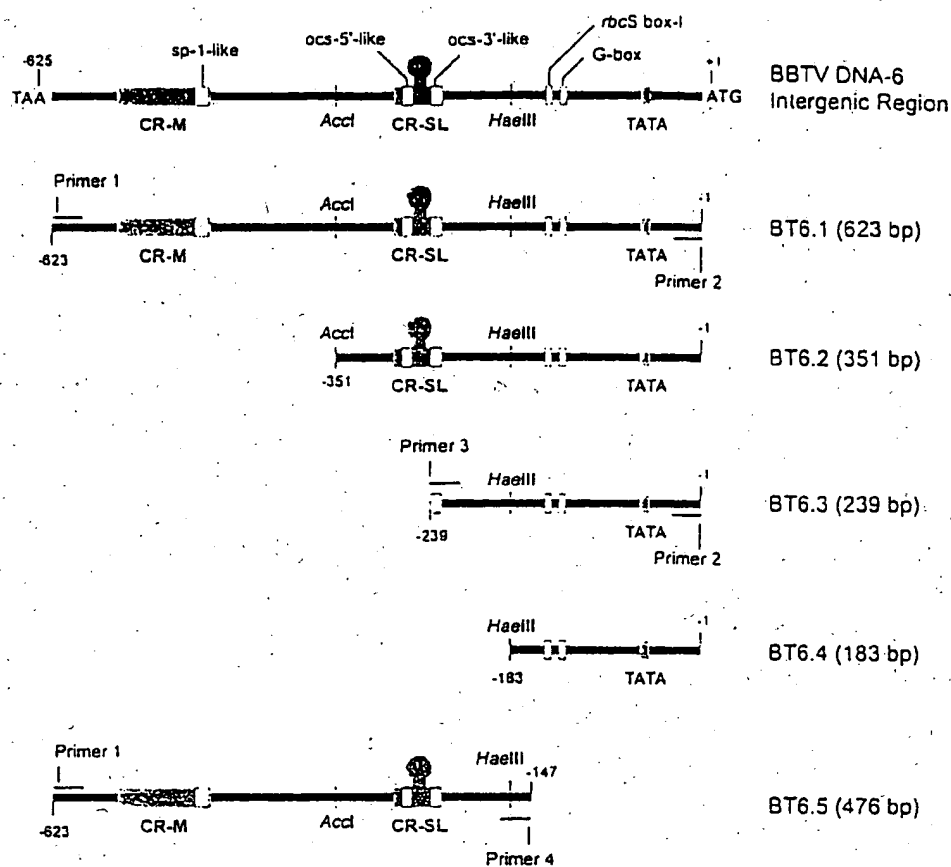 rbcS box-I
ocs-5'-like ocs-3'-like G-box
sp-1-like
-625 +1
TAA ATG
BBTV DNA-6
Intergenic Region
AccI HaeIII
CR-M CR-SL TATA
Primer 1
AccI HaeIII -1
BT6.1 (623 bp)
-623 CR-M CR-SL TATA
Primer 2
AccI HaeIII -1
BT6.2 (351 bp)
-351 CR-SL TATA
Primer 3
HaeIII -1
BT6.3 (239 bp)
-239 TATA
Primer 2
HaeIII -1
BT6.4 (183 bp)
-183 TATA
Primer 1 HaeIII -147
BT6.5 (476 bp)
-623 CR-M AccI CR-SL
Primer 4